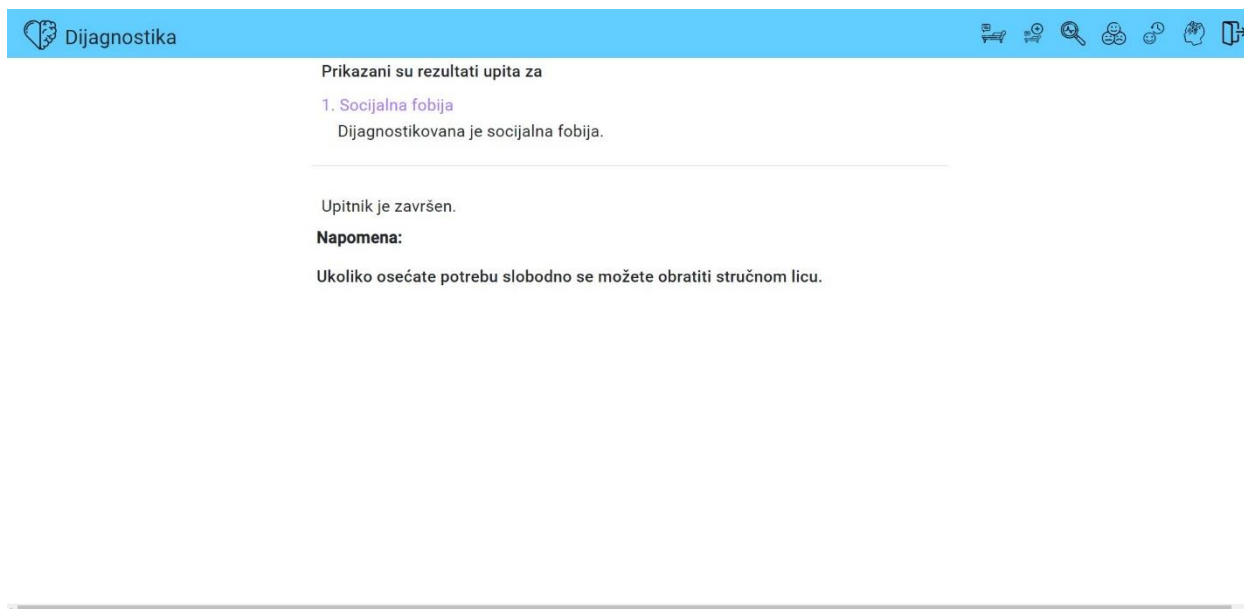 Dijagnostika
Prikazani su rezultati upita za
1. Socijalna fobija
Dijagnostikovana je socijalna fobija.
Upitnik je završen.
Napomena:
Ukoliko osećate potrebu slobodno se možete obratiti stručnom licu.